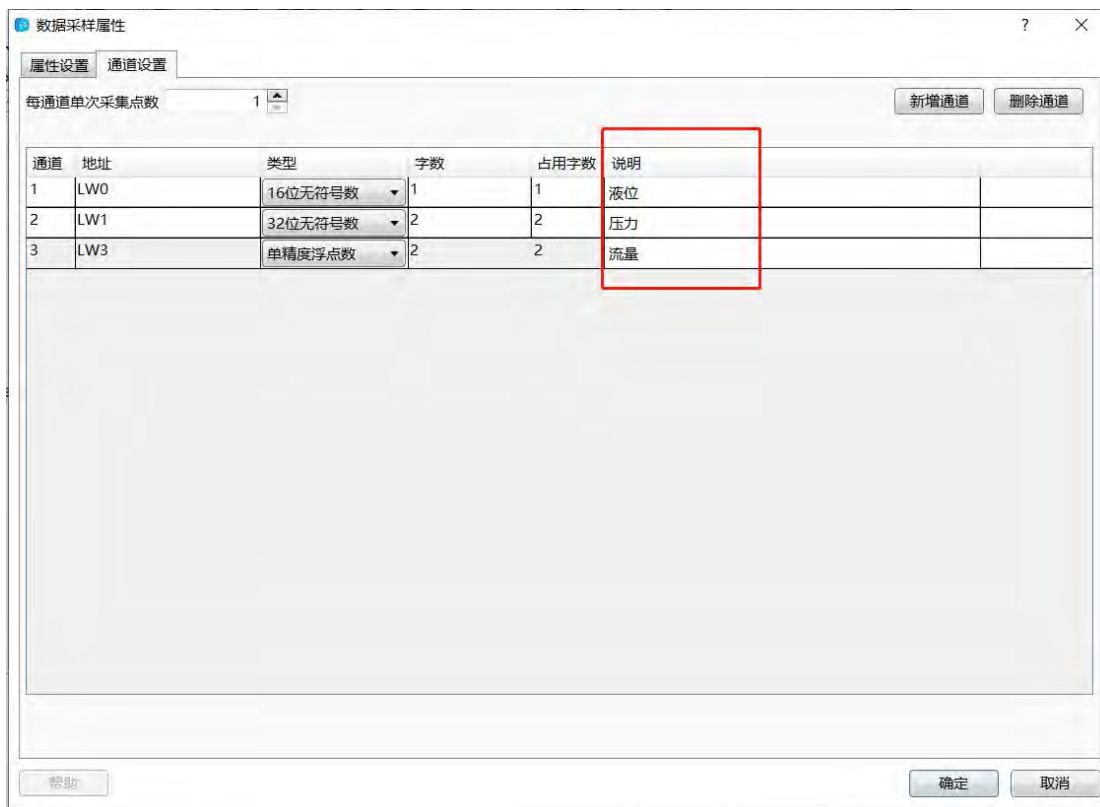 数据采样属性 ?
属性设置 通道设置
每通道单次采集点数 1 新增通道 删除通道
通道 地址 类型 字数 占用字数 说明
1 LW0 16位无符号数 1 1 液位
2 LW1 32位无符号数 2 2 压力
3 LW3 单精度浮点数 2 2 流量
帮助 确定 取消